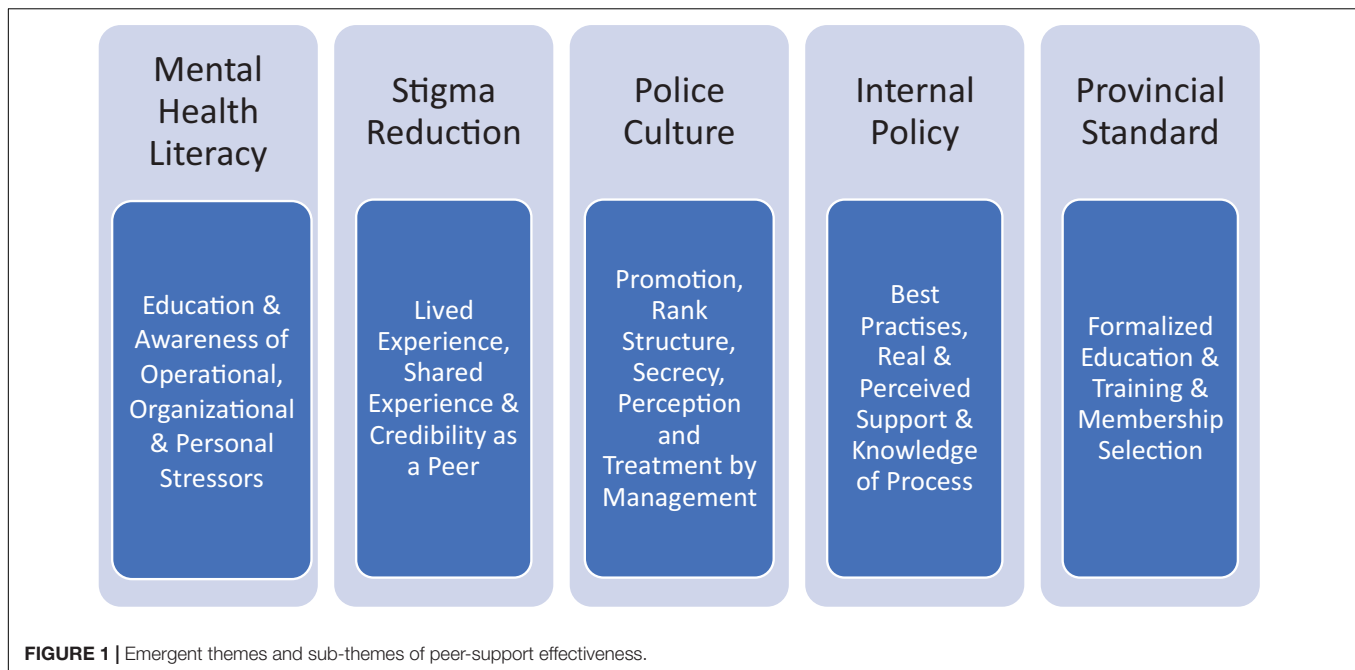 Mental
Health
Literacy
Education &
Awareness of
Operational,
Organizational
& Personal
Stressors
Stigma
Reduction
Lived
Experience,
Shared
Experience &
Credibility as
a Peer
Police
Culture
Promotion,
Rank
Structure,
Secrecy,
Perception
and
Treatment by
Management
Internal
Policy
Best
Practises,
Real &
Perceived
Support &
Knowledge
of Process
Provincial
Standard
Formalized
Education &
Training &
Membership
Selection
FIGURE 1 | Emergent themes and sub-themes of peer-support effectiveness.